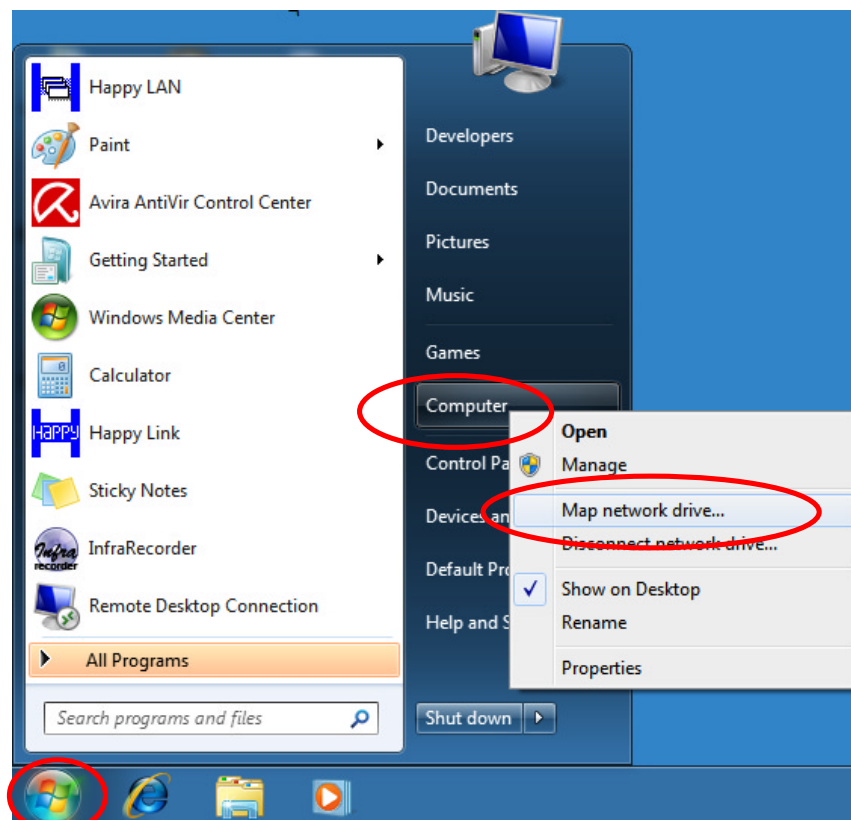 Happy LAN
Paint
Avira AntiVir Control Center
Getting Started
Windows Media Center
Calculator
HAPPY Happy Link
Sticky Notes
Infra recorder InfraRecorder
Remote Desktop Connection
All Programs
Search programs and files
Developers
Documents
Pictures
Music
Games
Computer
Control Pa
Devices an
Default Pro
Help and S
Shut down
Open
Manage
Map network drive...
Disconnect network drive...
Show on Desktop
Rename
Properties